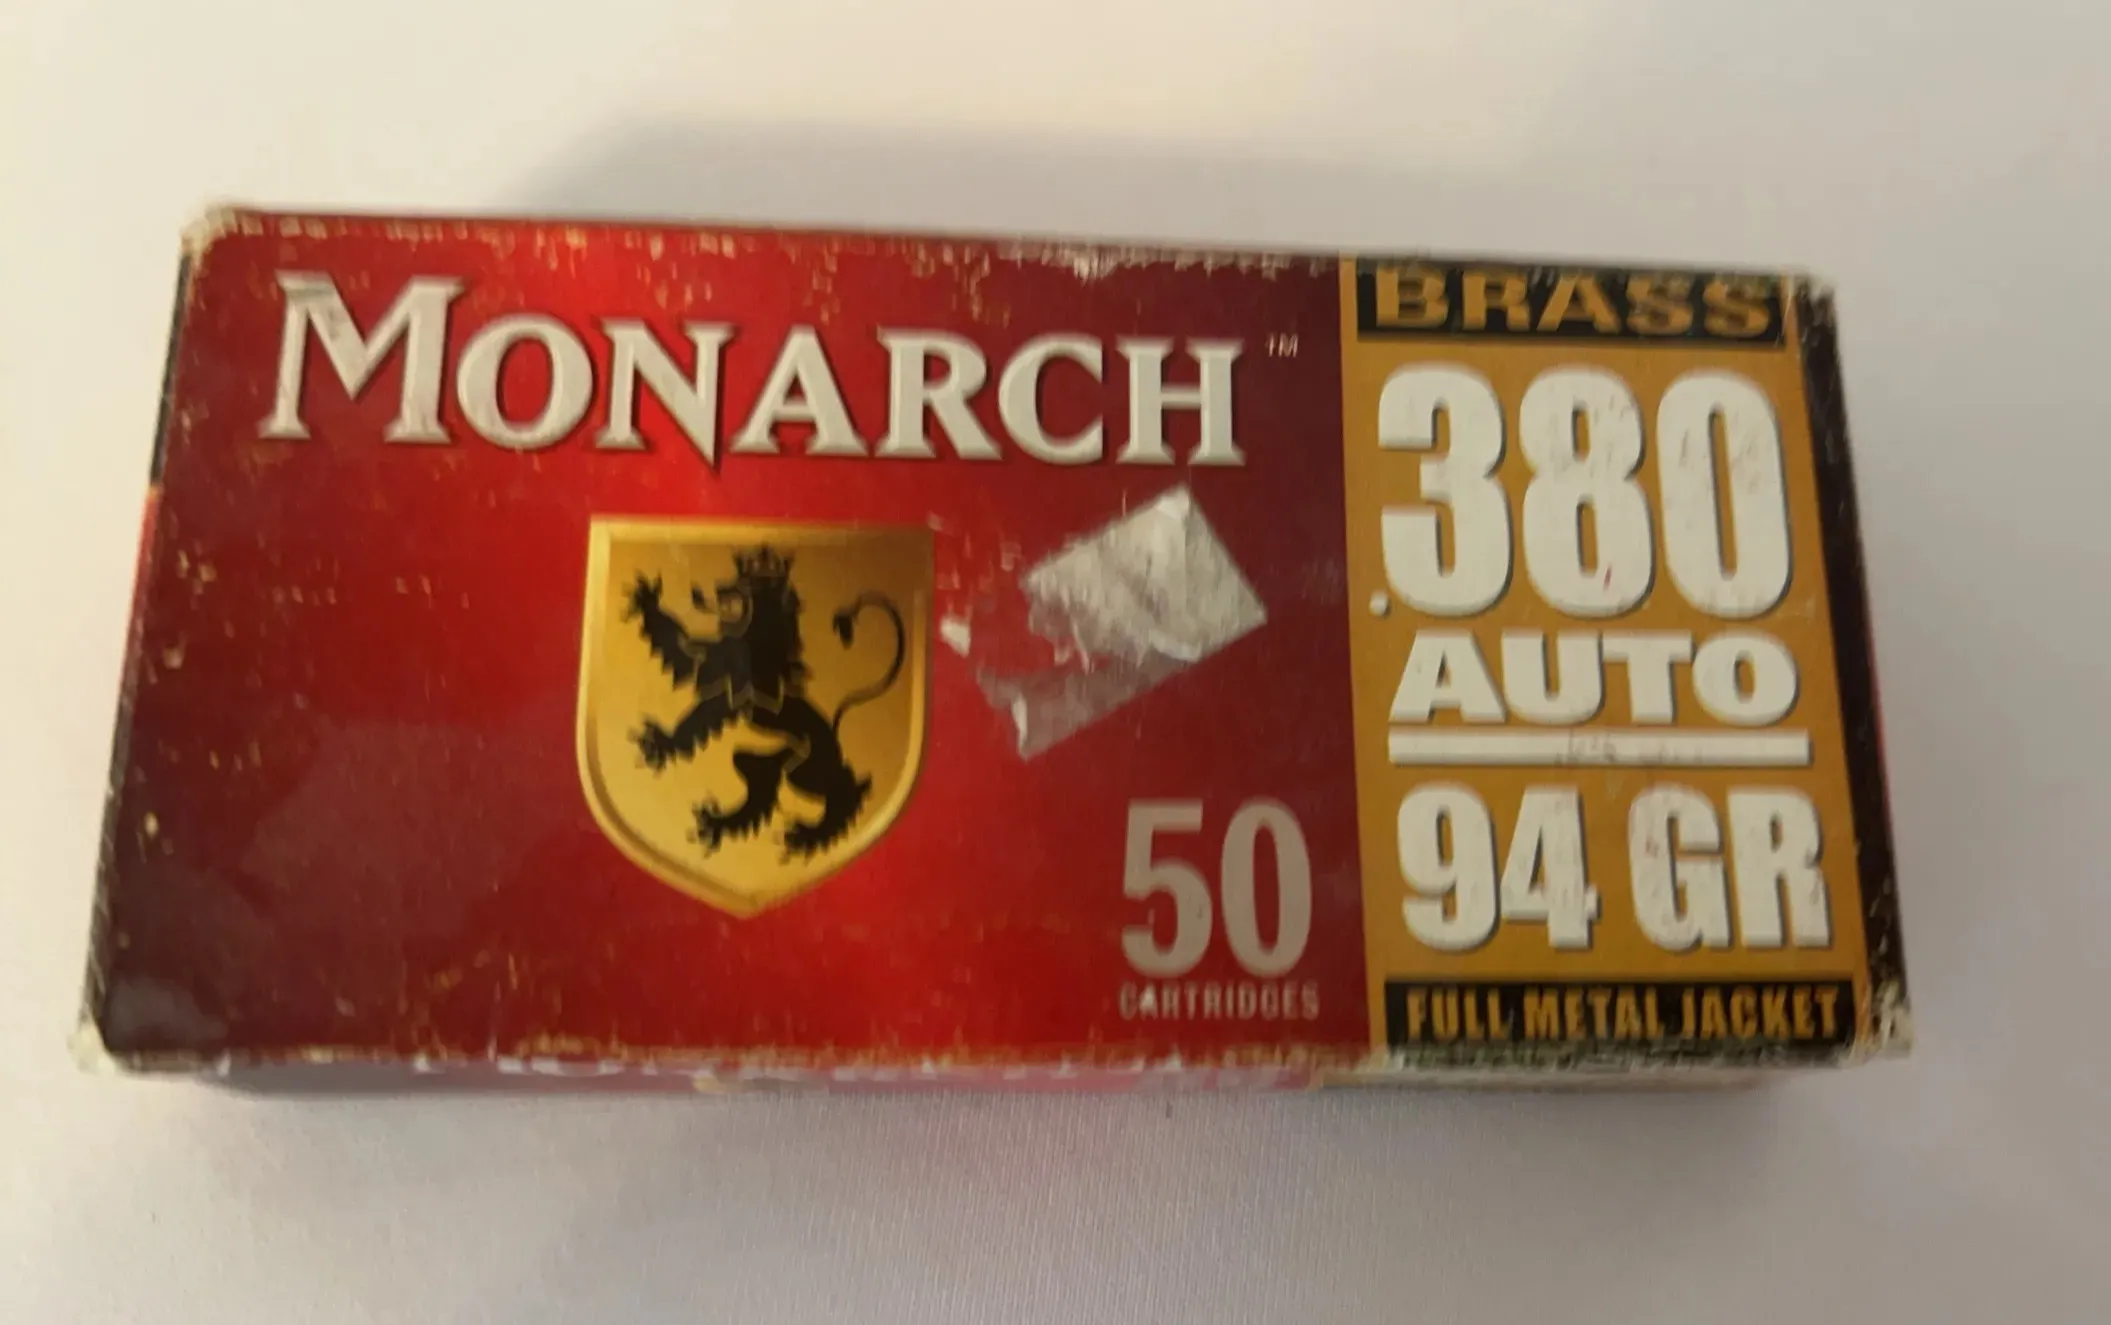 MONARCH™
BRASS
.380
AUTO
94 GR
FULL METAL JACKET
50
CARTRIDGES